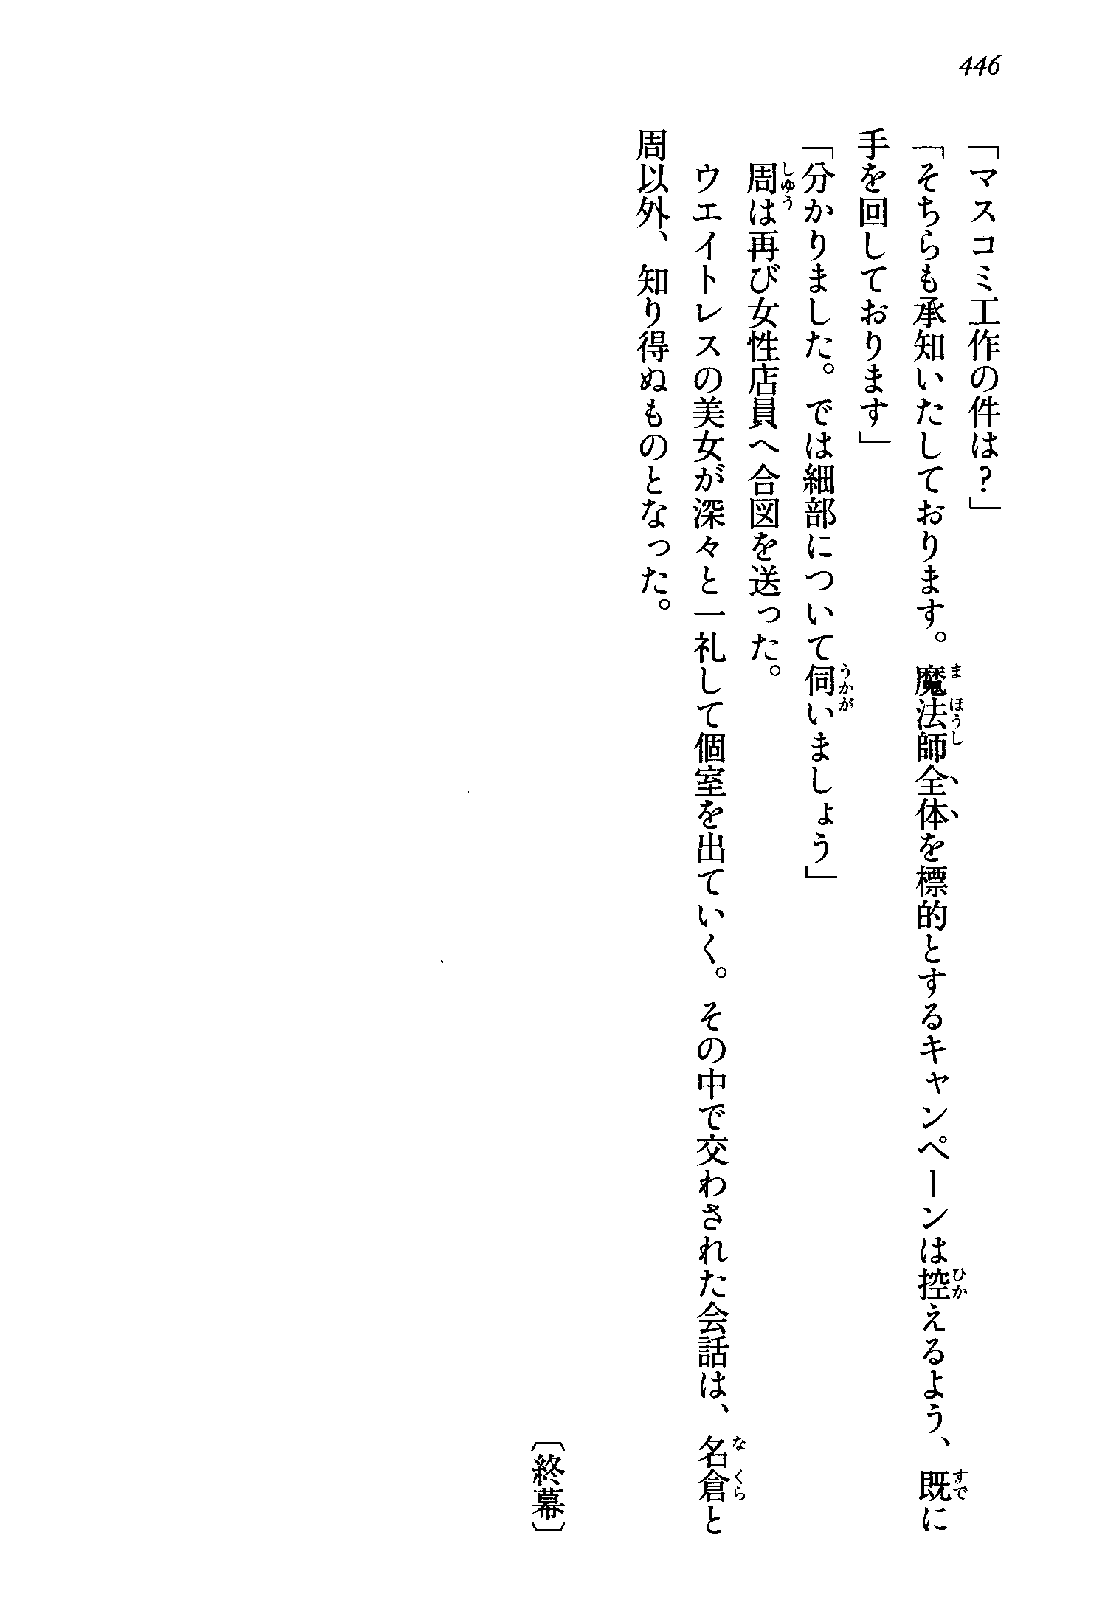 446
「マスコミ工作の件は？」
「そちらも承知いたしております。魔法師全体を標的とするキャンペーンは控えるよう、既に
手を回しております」
「分かりました。では細部について伺いましょう」
周は再び女性店員へ合図を送った。
ウエイトレスの美女が深々と一礼して個室を出ていく。その中で交わされた会話は、名倉と
周以外、知り得ぬものとなった。
〔終幕〕